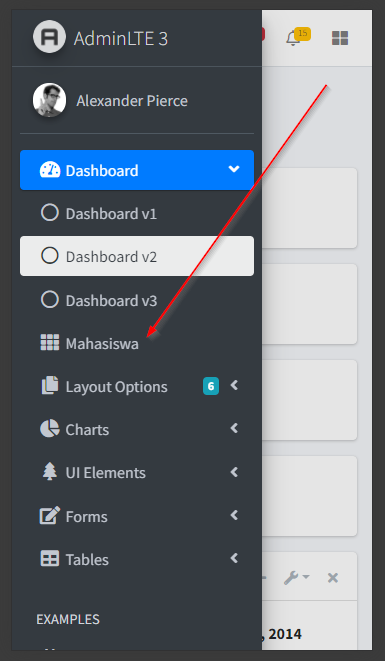 AdminLTE 3
15
Alexander Pierce
Dashboard
Dashboard v1
Dashboard v2
Dashboard v3
Mahasiswa
Layout Options 6
Charts
UI Elements
Forms
Tables
EXAMPLES
, 2014